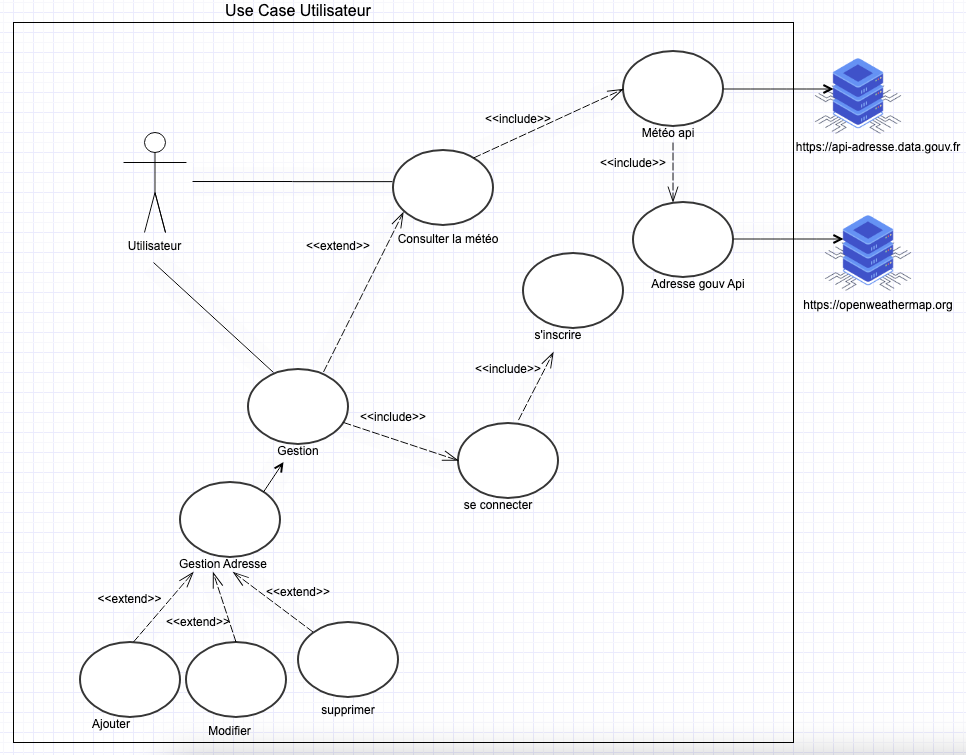 Use Case Utilisateur
<<include>>
Météo api
https://api-adresse.data.gouv.fr
<<include>>
Utilisateur
<<extend>>
Consulter la météo
Adresse gouv Api
https://openweathermap.org
s'inscrire
<<include>>
<<include>>
Gestion
se connecter
Gestion Adresse
<<extend>>
<<extend>>
<<extend>>
supprimer
Ajouter
Modifier